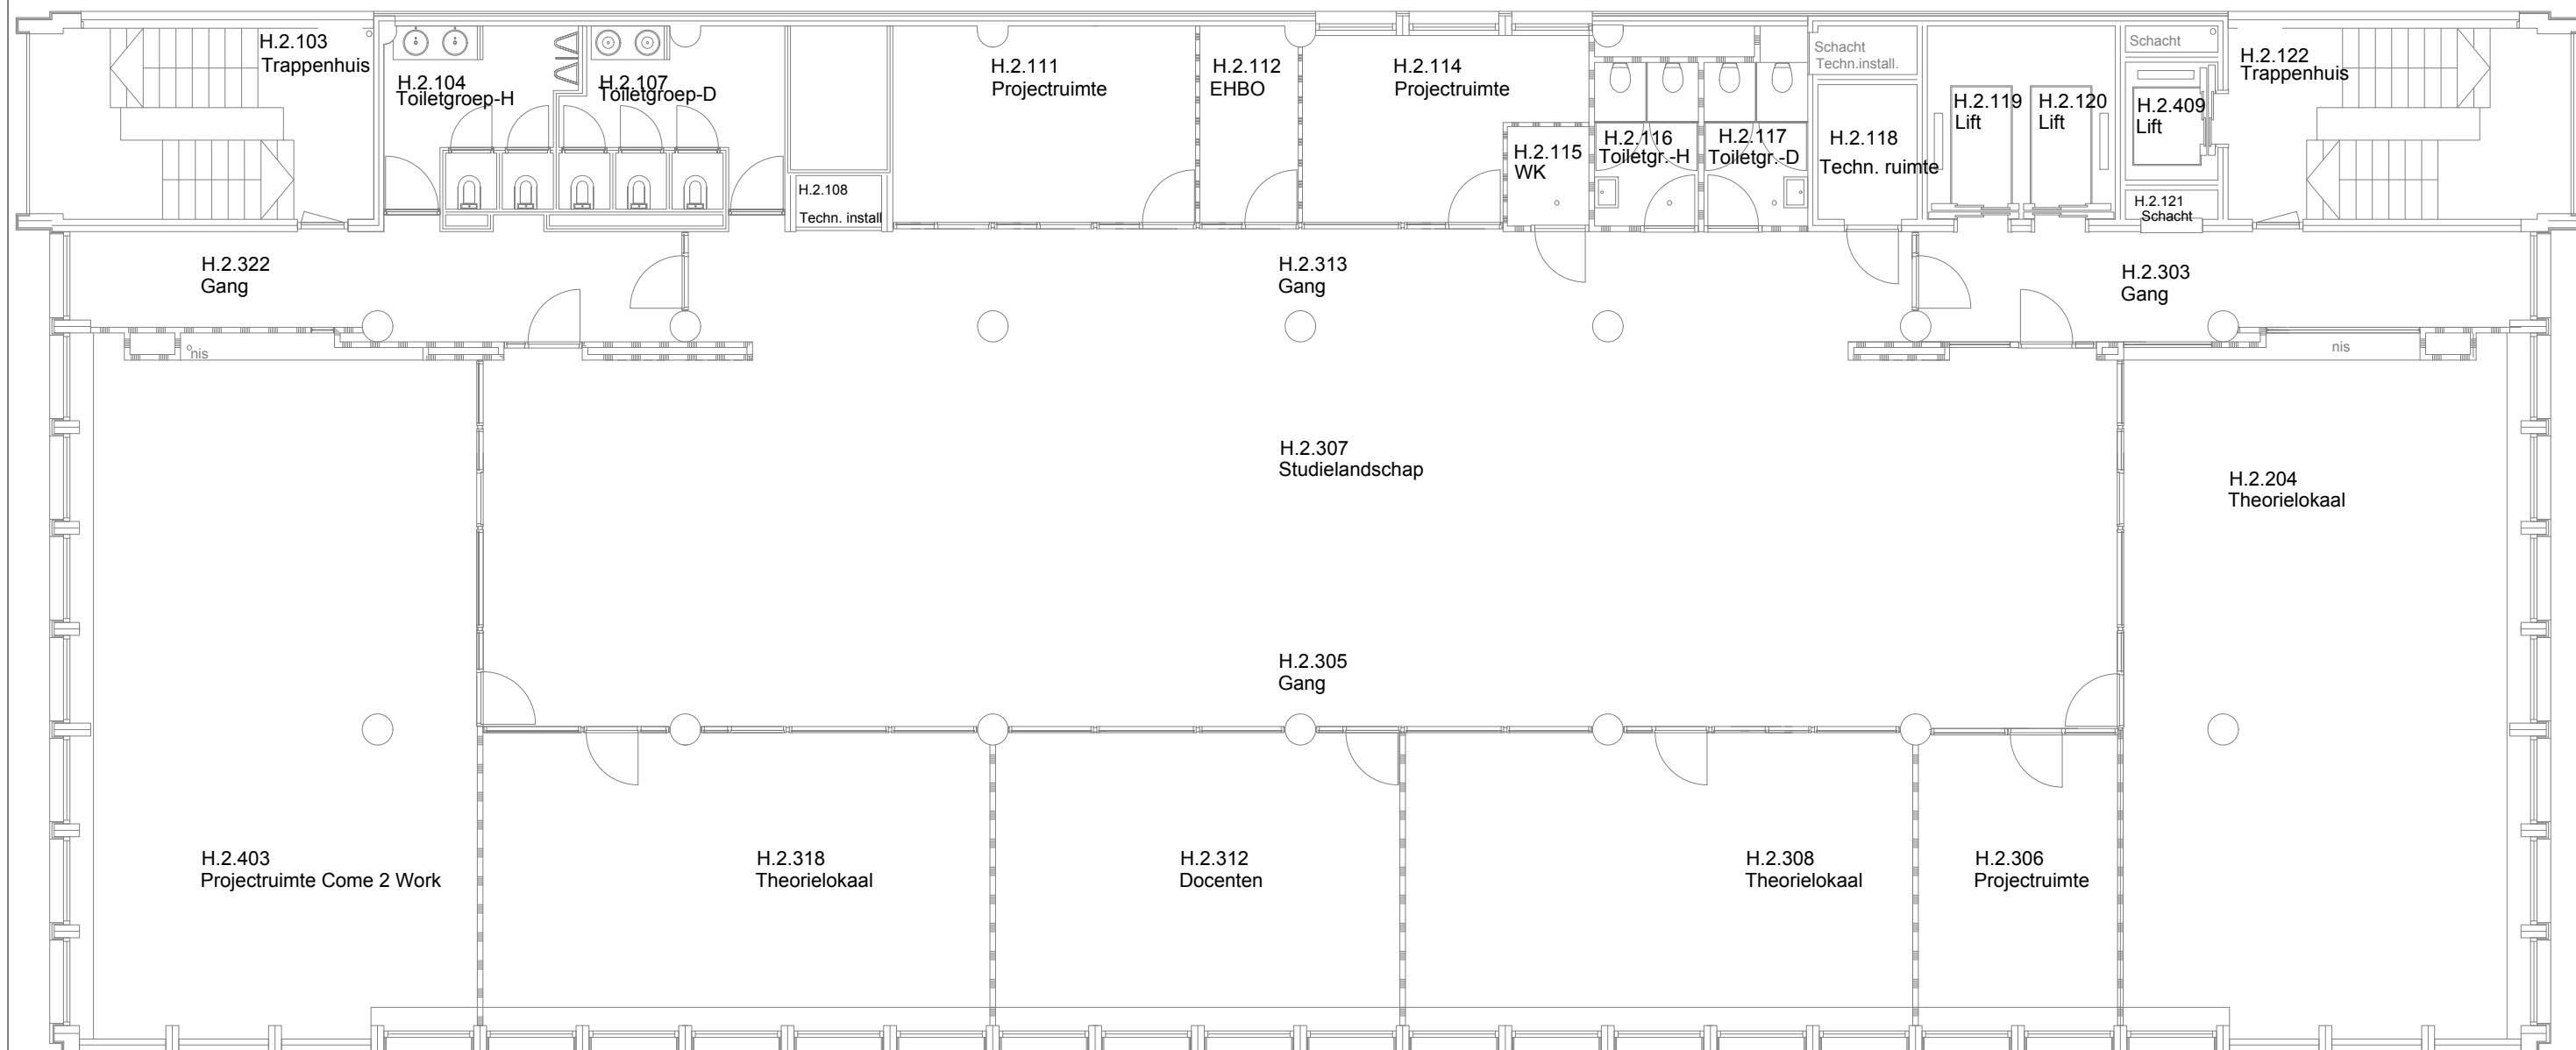 H.2.103
Trappenhuis
H.2.104
Toiletgroep-H
H.2.107
Toiletgroep-D
H.2.108
Techn. install
H.2.111
Projectruimte
H.2.112
EHBO
H.2.114
Projectruimte
H.2.115
WK
H.2.116
Toiletgr.-H
H.2.117
Toiletgr.-D
Schacht
Techn.install.
H.2.118
Techn. ruimte
H.2.119
Lift
H.2.120
Lift
Schacht
H.2.409
Lift
H.2.121
Schacht
H.2.122
Trappenhuis
H.2.322
Gang
H.2.313
Gang
H.2.303
Gang
nis
nis
H.2.307
Studielandschap
H.2.204
Theorielokaal
H.2.305
Gang
H.2.403
Projectruimte Come 2 Work
H.2.318
Theorielokaal
H.2.312
Docenten
H.2.308
Theorielokaal
H.2.306
Projectruimte